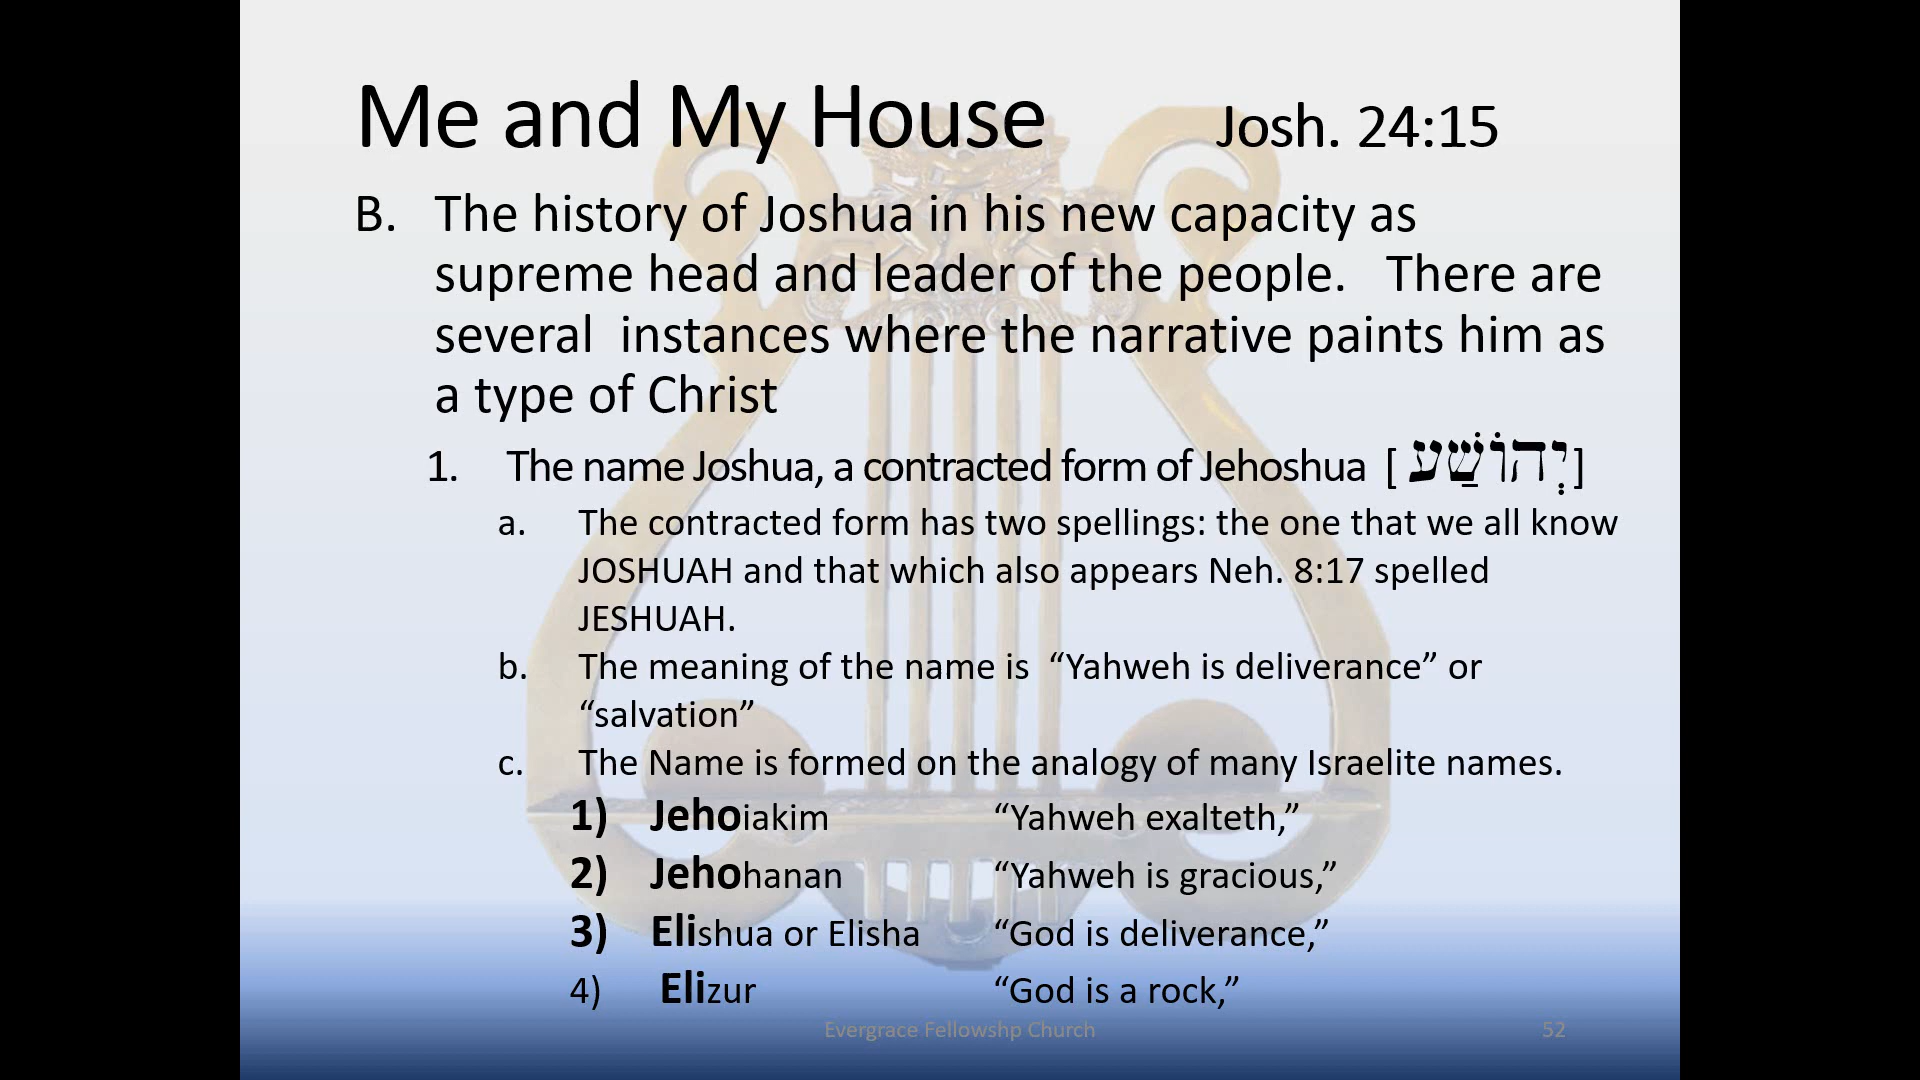 Me and My House Josh. 24:15
B. The history of Joshua in his new capacity as
supreme head and leader of the people. There are
several instances where the narrative paints him as
a type of Christ
1. The name Joshua, a contracted form of Jehoshua [ יְהוֹשֻׁעַ ]
a. The contracted form has two spellings: the one that we all know
JOSHUAH and that which also appears Neh. 8:17 spelled
JESHUAH.
b. The meaning of the name is “Yahweh is deliverance” or
“salvation”
c. The Name is formed on the analogy of many Israelite names.
1) Jehoiakim “Yahweh exalteth,”
2) Jehohanan “Yahweh is gracious,”
3) Elishua or Elisha “God is deliverance,”
4) Elizur “God is a rock,”
Evergrace Fellowshp Church 52